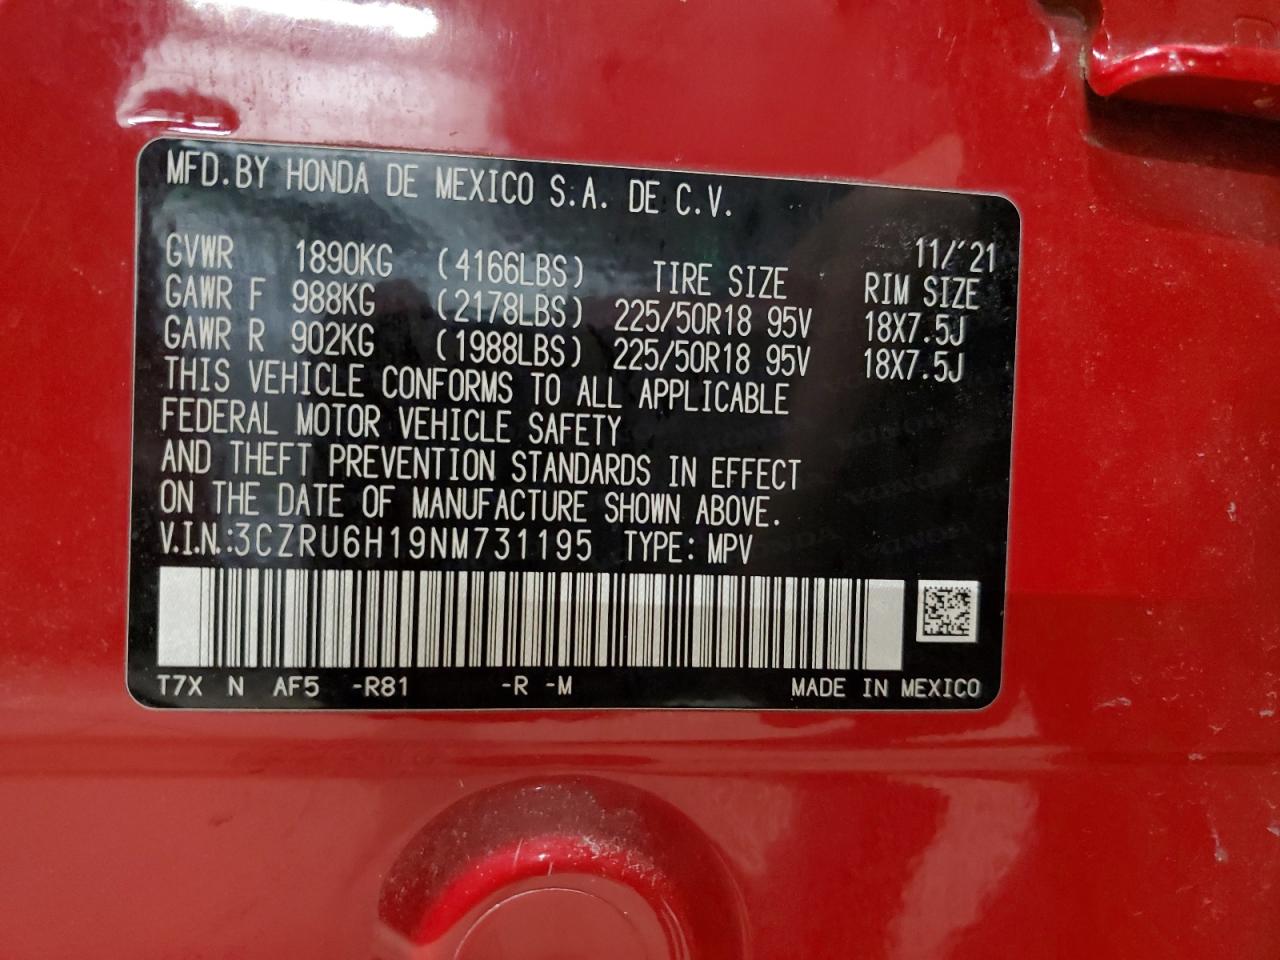 MFD.BY HONDA DE MEXICO S.A. DE C.V.
11/'21
GVWR 1890KG (4166LBS) TIRE SIZE RIM SIZE
GAWR F 988KG (2178LBS) 225/50R18 95V 18X7.5J
GAWR R 902KG (1988LBS) 225/50R18 95V 18X7.5J
THIS VEHICLE CONFORMS TO ALL APPLICABLE
FEDERAL MOTOR VEHICLE SAFETY
AND THEFT PREVENTION STANDARDS IN EFFECT
ON THE DATE OF MANUFACTURE SHOWN ABOVE.
V.I.N.:3CZRU6H19NM731195 TYPE: MPV
T7X N AF5 -R81 -R -M MADE IN MEXICO